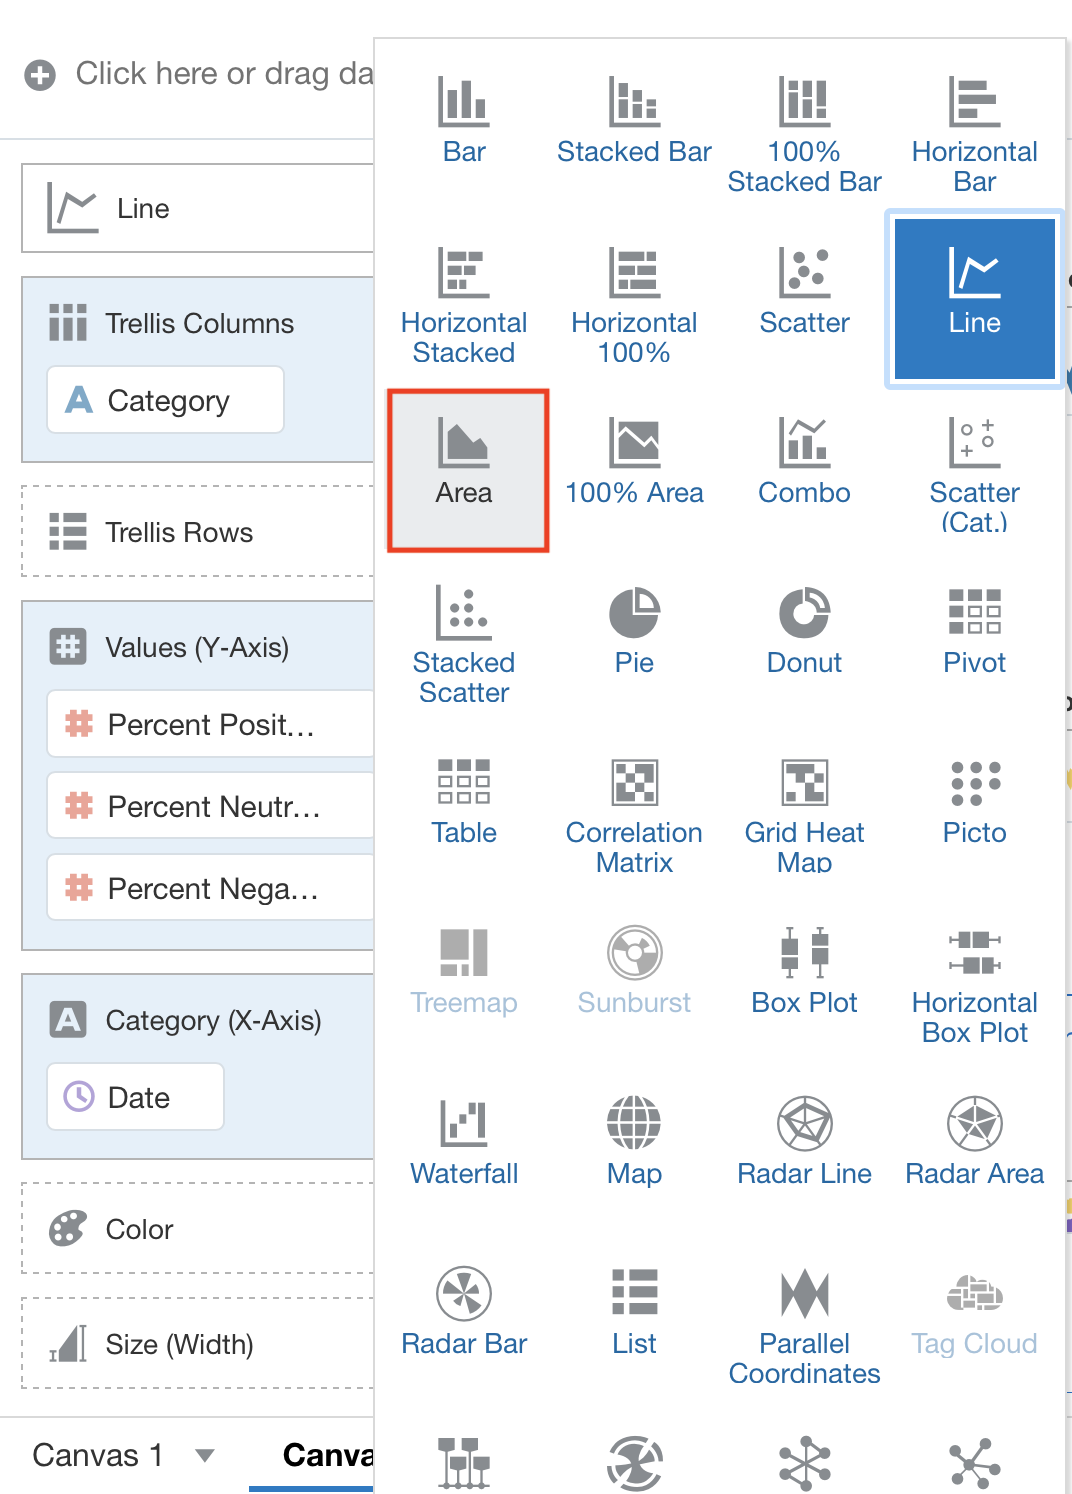 Click here or drag da
Line
Trellis Columns
A Category
Trellis Rows
# Values (Y-Axis)
# Percent Posit...
# Percent Neutr...
# Percent Nega...
A Category (X-Axis)
Date
Color
Size (Width)
Canvas 1
Canva
Bar
Stacked Bar
100%
Stacked Bar
Horizontal
Bar
Horizontal
Stacked
Horizontal
100%
Scatter
Line
Area
100% Area
Combo
Scatter
(Cat.)
Stacked
Scatter
Pie
Donut
Pivot
Table
Correlation
Matrix
Grid Heat
Map
Picto
Treemap
Sunburst
Box Plot
Horizontal
Box Plot
Waterfall
Map
Radar Line
Radar Area
Radar Bar
List
Parallel
Coordinates
Tag Cloud